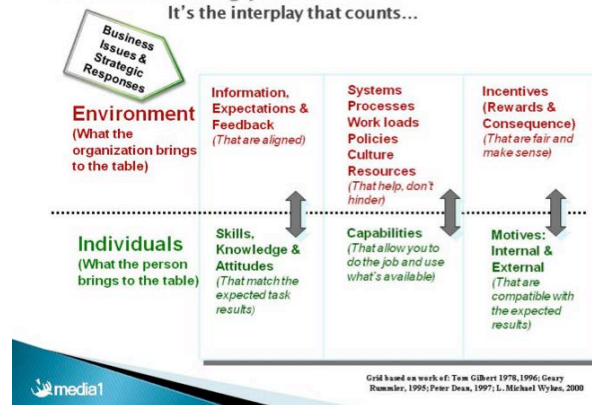 It's the interplay that counts...
Business
Issues &
Strategic
Responses
Environment
(What the
organization brings
to the table)
Information,
Expectations &
Feedback
(That are aligned)
Systems
Processes
Work loads
Policies
Culture
Resources
(That help, don't
hinder)
Incentives
(Rewards &
Consequence)
(That are fair and
make sense)
Individuals
(What the person
brings to the table)
Skills,
Knowledge &
Attitudes
(That match the
expected task
results)
Capabilities
(That allow you to
do the job and use
what's available)
Motives:
Internal &
External
(That are
compatible with
the expected
results)
Grid based on work of: Tom Gilbert 1978,1996; Geary
Rummler, 1995; Peter Dean, 1997; L. Michael Wykes, 2000
media1